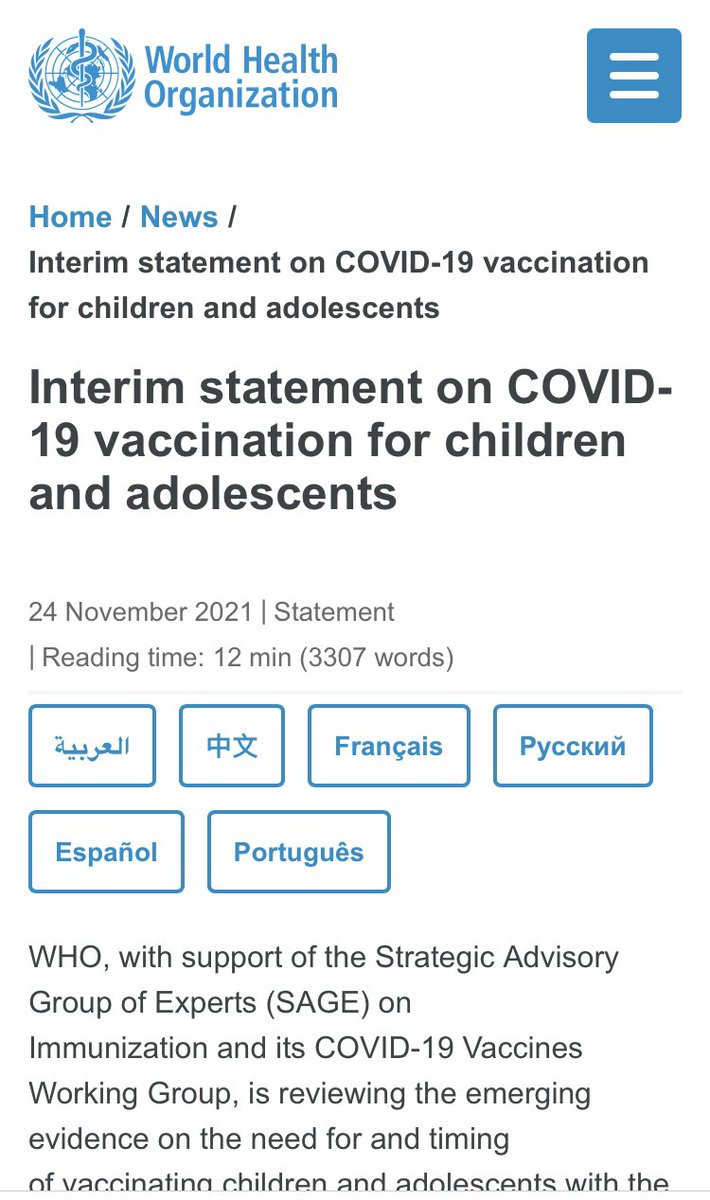 World Health
Organization
Home / News /
Interim statement on COVID-19 vaccination
for children and adolescents
Interim statement on COVID-
19 vaccination for children
and adolescents
24 November 2021 | Statement
| Reading time: 12 min (3307 words)
العربية 中文 Français Русский
Español Português
WHO, with support of the Strategic Advisory
Group of Experts (SAGE) on
Immunization and its COVID-19 Vaccines
Working Group, is reviewing the emerging
evidence on the need for and timing
of vaccinating children and adolescents with the